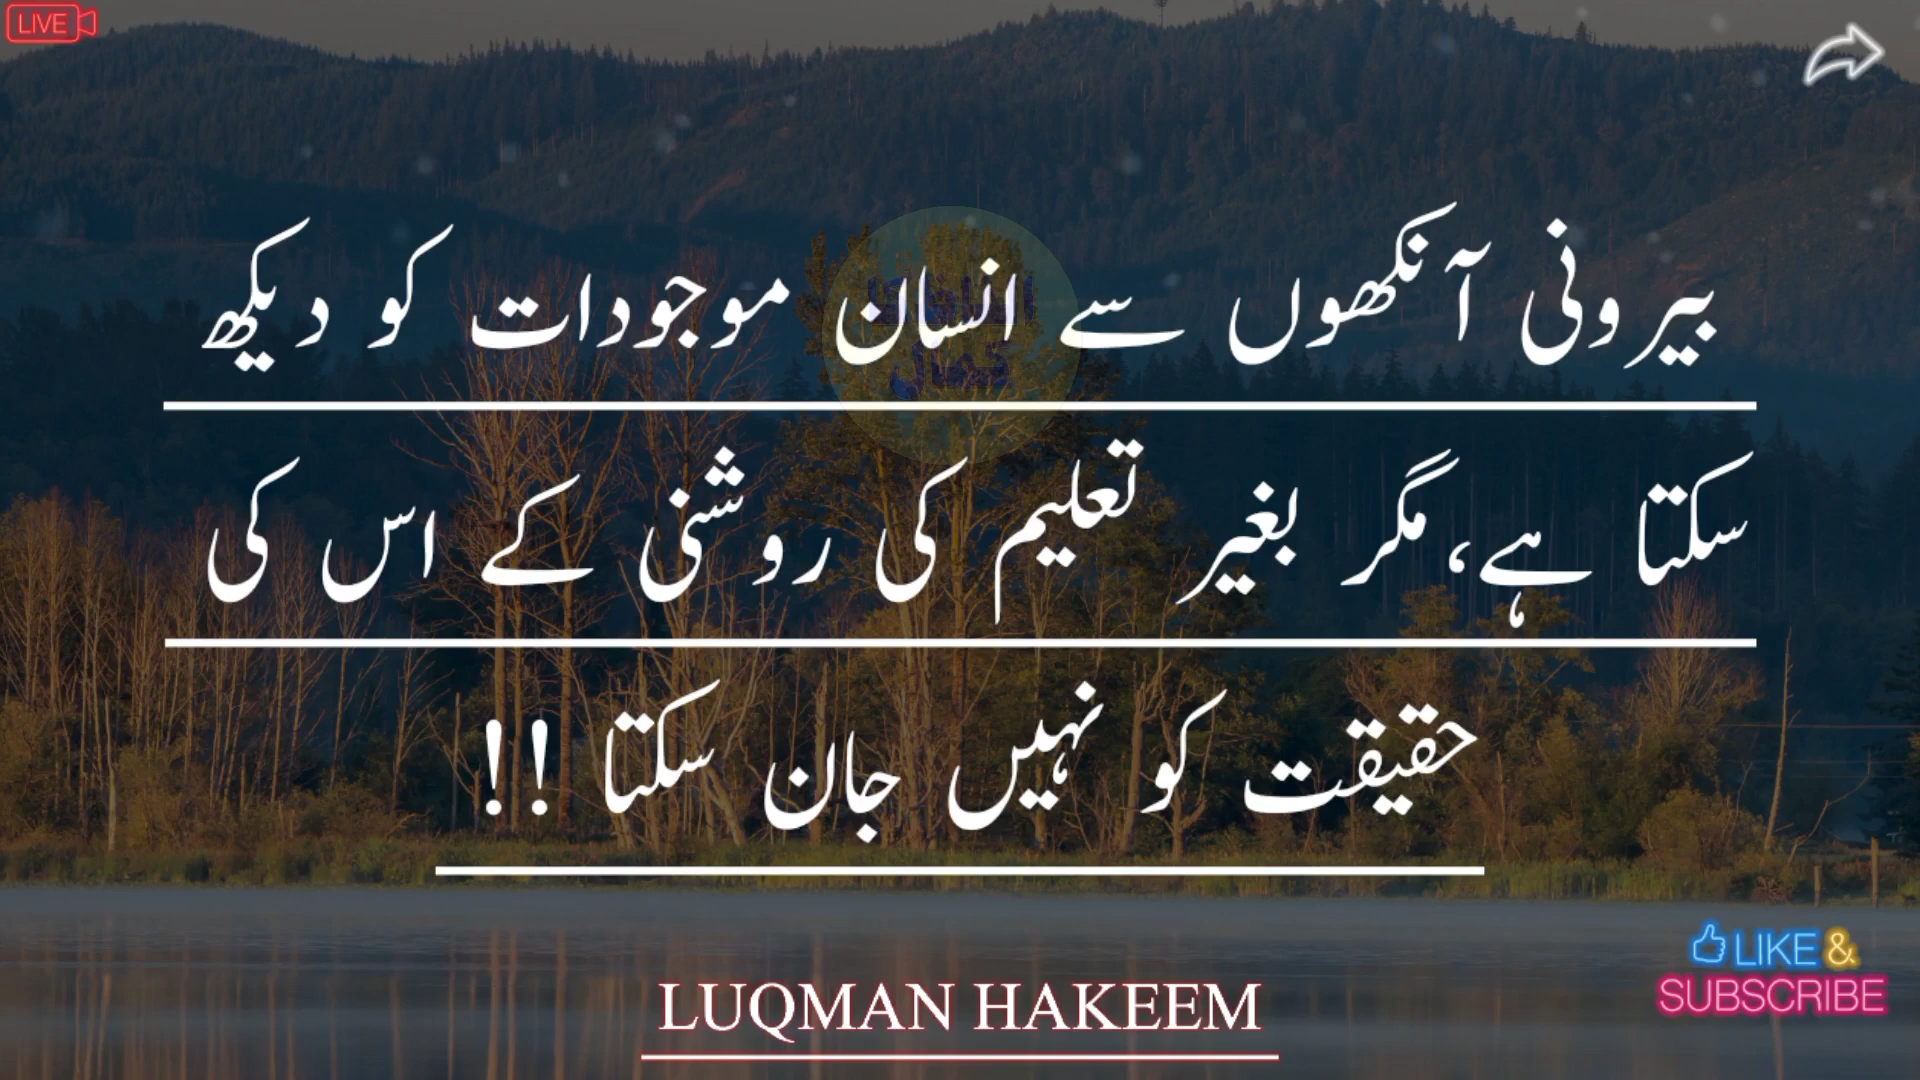 LIVE
بیرونی آنکھوں سے انسان موجودات کو دیکھ
سکتا ہے، مگر بغیر تعلیم کی روشنی کے اس کی
حقیقت کو نہیں جان سکتا !!
LIKE &
SUBSCRIBE
LUQMAN HAKEEM